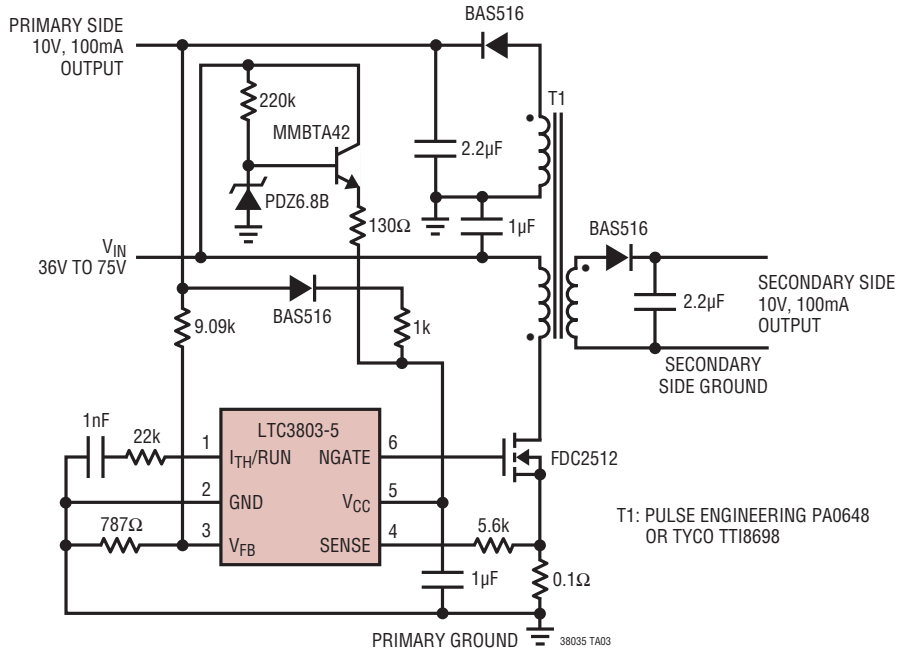 BAS516
PRIMARY SIDE
10V, 100mA
OUTPUT
T1
220k
MMBTA42
2.2µF
PDZ6.8B
130Ω
1µF
BAS516
VIN
36V TO 75V
SECONDARY SIDE
10V, 100mA
OUTPUT
2.2µF
BAS516
9.09k
1k
SECONDARY
SIDE GROUND
1nF
22k
LTC3803-5
1
ITH/RUN
NGATE
6
FDC2512
2
GND
VCC
5
787Ω
5.6k
3
VFB
SENSE
4
T1: PULSE ENGINEERING PA0648
OR TYCO TTI8698
1µF
0.1Ω
PRIMARY GROUND
38035 TA03